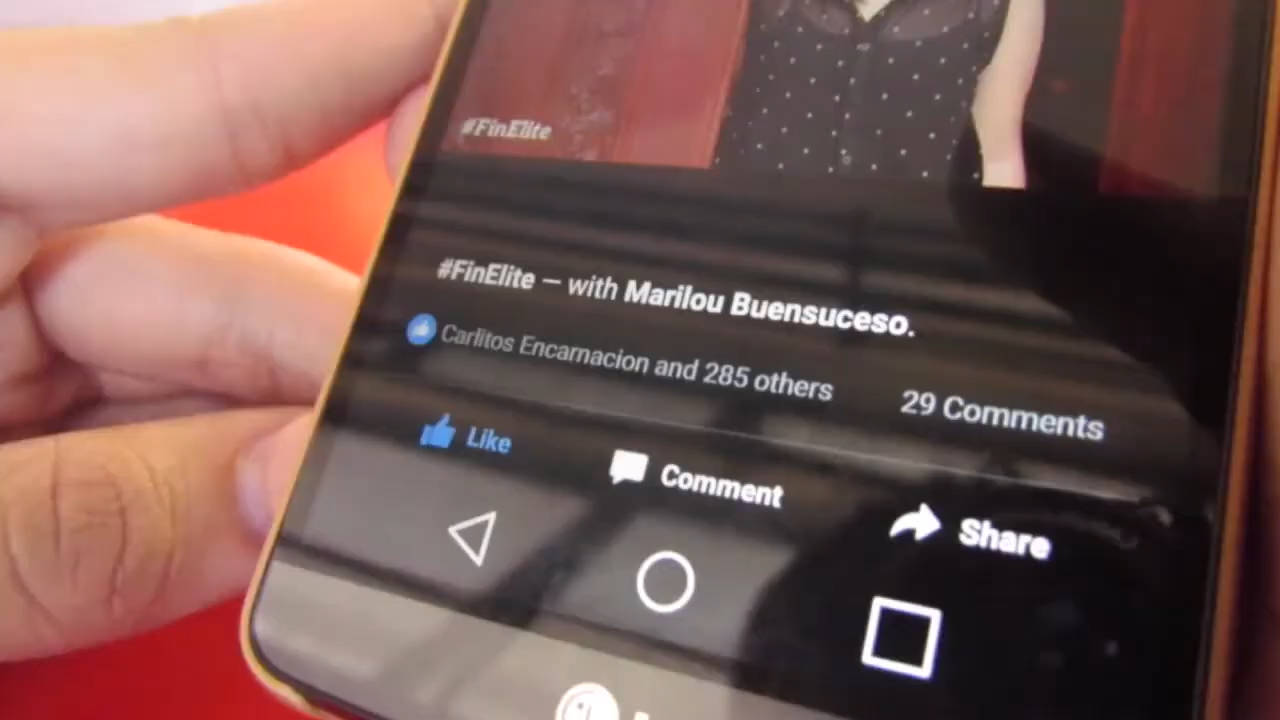 #FinElite
#FinElite — with Marilou Buensuceso.
Carlitos Encarnacion and 285 others 29 Comments
Like Comment Share